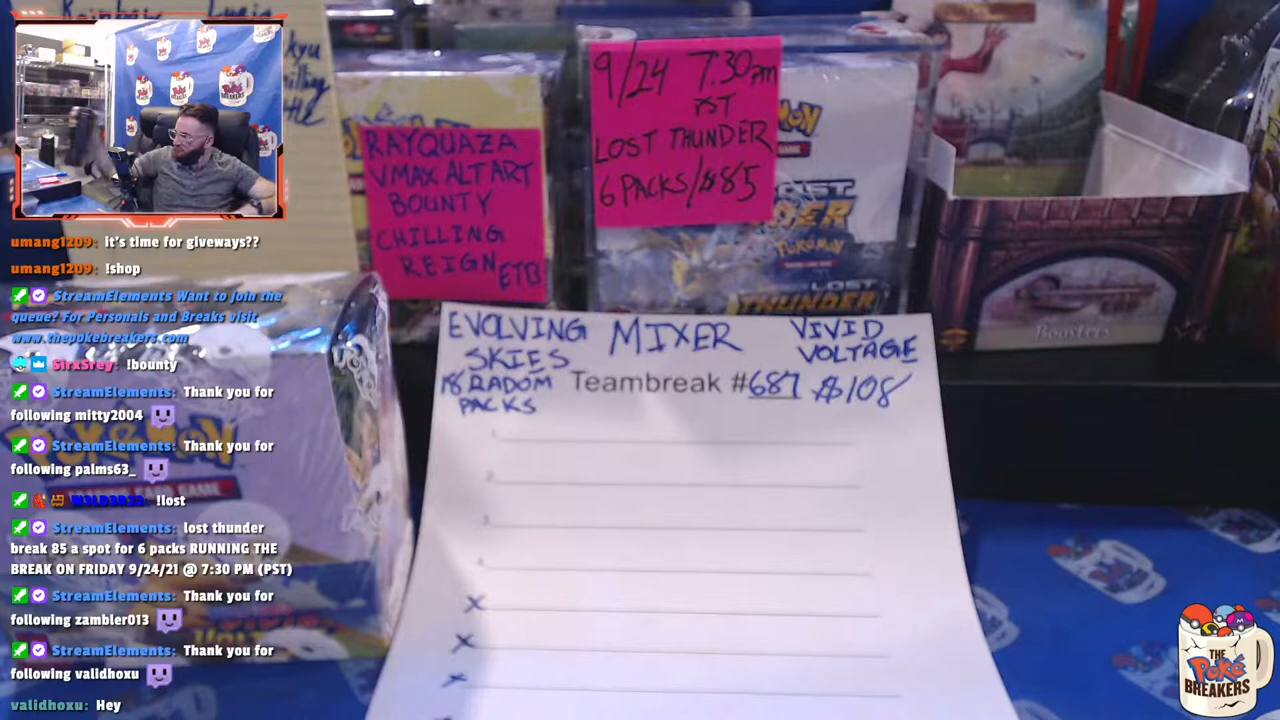 Rainbow Lugia
9/24 7:30pm
PST
LOST THUNDER
6 PACKS/$85
RAYQUAZA
VMAX ALT ART
BOUNTY
CHILLING
REIGN ETB
POKÉMON
LOST
THUNDER
Boosters
EVOLVING SKIES
MIXER
VIVID VOLTAGE
18 RADOM PACKS
Teambreak #687 $108
umang1209: it's time for giveways??
umang1209: !shop
StreamElements Want to join the
queue? For Personals and Breaks visit
www.thepokebreakers.com
SirxSrey: !bounty
StreamElements: Thank you for
following mitty2004
StreamElements: Thank you for
following palms63_
!lost
StreamElements: lost thunder
break 85 a spot for 6 packs RUNNING THE
BREAK ON FRIDAY 9/24/21 @ 7:30 PM (PST)
StreamElements: Thank you for
following zambler013
StreamElements: Thank you for
following validhoxu
validhoxu: Hey
THE
Poké
BREAKERS